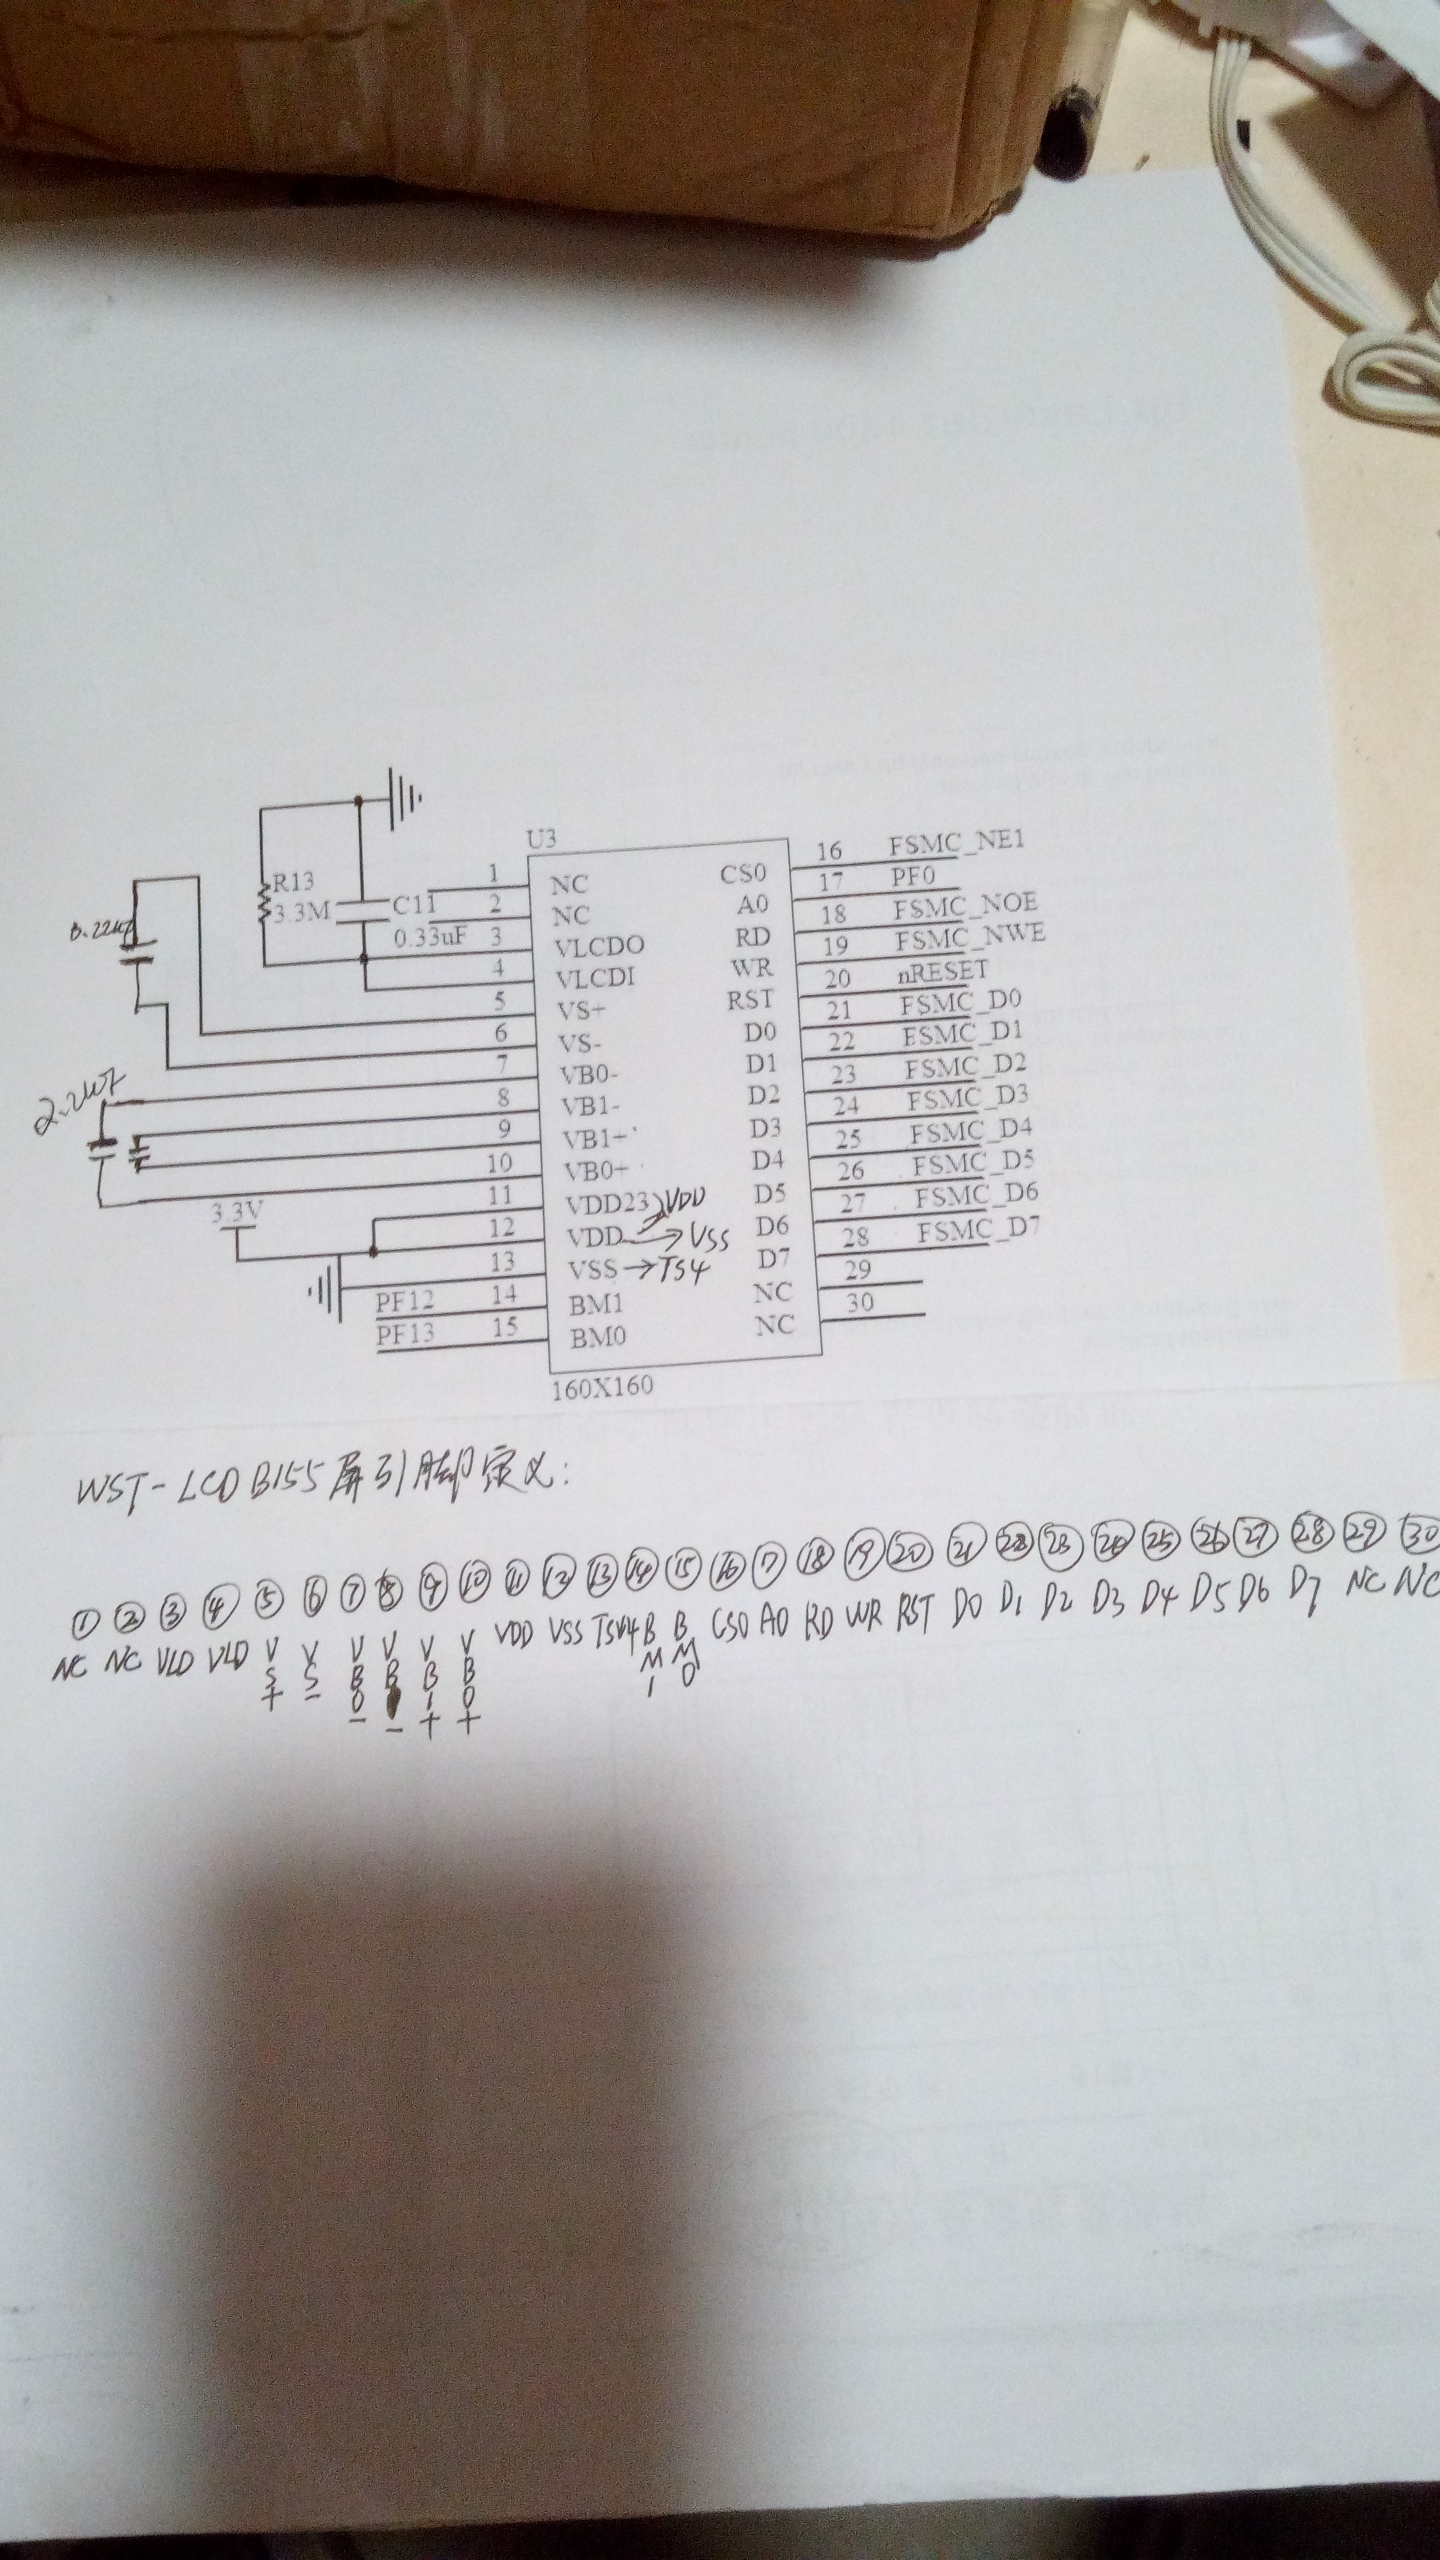 U3
1 NC CS0 16 FSMC_NE1
2 NC A0 17 PF0
R13 3.3M C11 0.33uF
3 VLCDO RD 18 FSMC_NOE
4 VLCDI WR 19 FSMC_NWE
0.22uf
5 VS+ RST 20 nRESET
6 VS- D0 21 FSMC_D0
7 VB0- D1 22 FSMC_D1
2.2uf
8 VB1- D2 23 FSMC_D2
9 VB1+ D3 24 FSMC_D3
10 VB0+ D4 25 FSMC_D4
3.3V
11 VDD23 VDD D5 26 FSMC_D5
12 VDD → VSS D6 27 FSMC_D6
13 VSS → TS4 D7 28 FSMC_D7
PF12 14 BM1 NC 29
PF13 15 BM0 NC 30
160X160
WST-LCD B155屏引脚定义:
① ② ③ ④ ⑤ ⑥ ⑦ ⑧ ⑨ ⑩ ⑪ ⑫ ⑬ ⑭ ⑮ ⑯ ⑰ ⑱ ⑲ ⑳ ㉑ ㉒ ㉓ ㉔ ㉕ ㉖ ㉗ ㉘ ㉙ ㉚
NC NC VLD VLD VS+ VS- VB0- VB- VB1+ VB0+ VDD VSS BM1 BM0 CS0 A0 RD WR RST D0 D1 D2 D3 D4 D5 D6 D7 NC NC